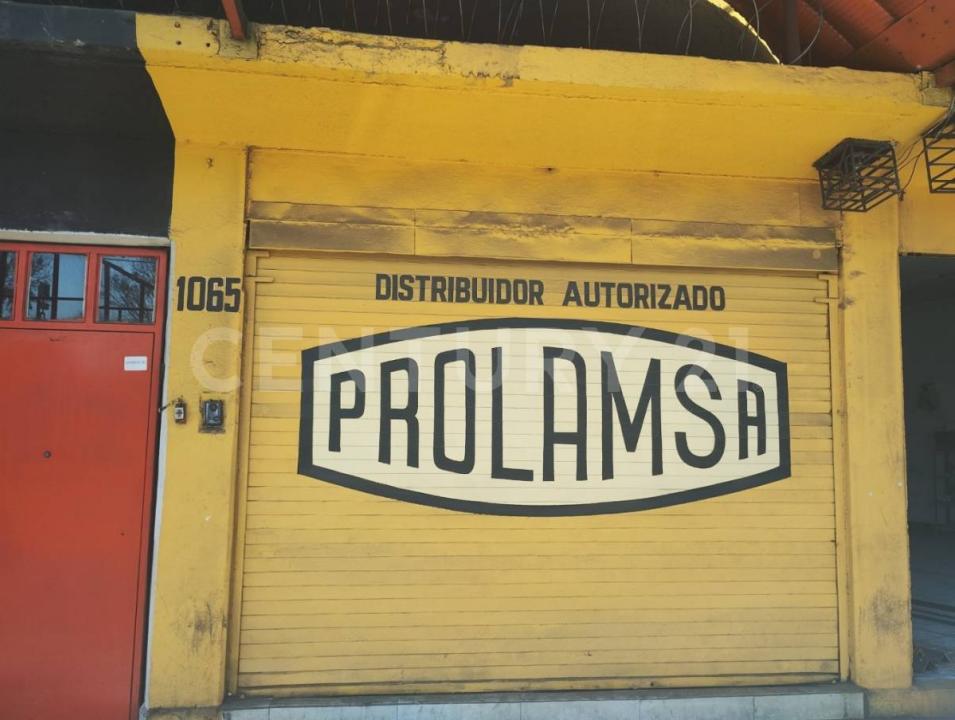 1065
DISTRIBUIDOR AUTORIZADO
PROLAMSA
CENTURY 21